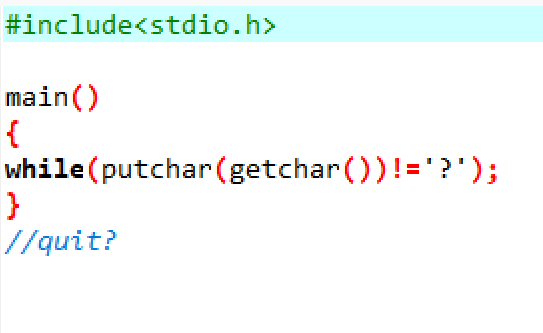 #include<stdio.h>
main()
{
while(putchar(getchar())!='?');
}
//quit?